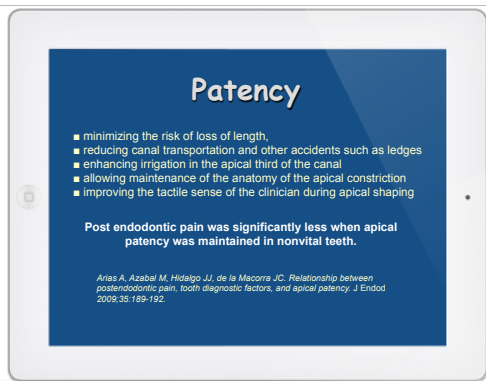 Patency
▪ minimizing the risk of loss of length,
▪ reducing canal transportation and other accidents such as ledges
▪ enhancing irrigation in the apical third of the canal
▪ allowing maintenance of the anatomy of the apical constriction
▪ improving the tactile sense of the clinician during apical shaping
Post endodontic pain was significantly less when apical
patency was maintained in nonvital teeth.
Arias A, Azabal M, Hidalgo JJ, de la Macorra JC. Relationship between
postendodontic pain, tooth diagnostic factors, and apical patency. J Endod
2009;35:189-192.